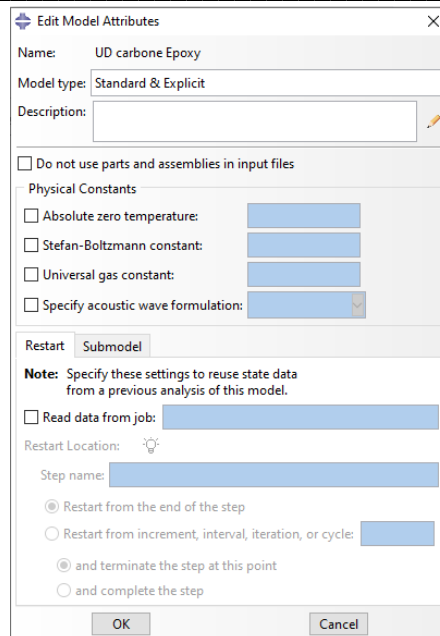 Edit Model Attributes
Name: UD carbone Epoxy
Model type: Standard & Explicit
Description:
Do not use parts and assemblies in input files
Physical Constants
Absolute zero temperature:
Stefan-Boltzmann constant:
Universal gas constant:
Specify acoustic wave formulation:
Restart Submodel
Note: Specify these settings to reuse state data
from a previous analysis of this model.
Read data from job:
Restart Location:
Step name:
Restart from the end of the step
Restart from increment, interval, iteration, or cycle:
and terminate the step at this point
and complete the step
OK Cancel